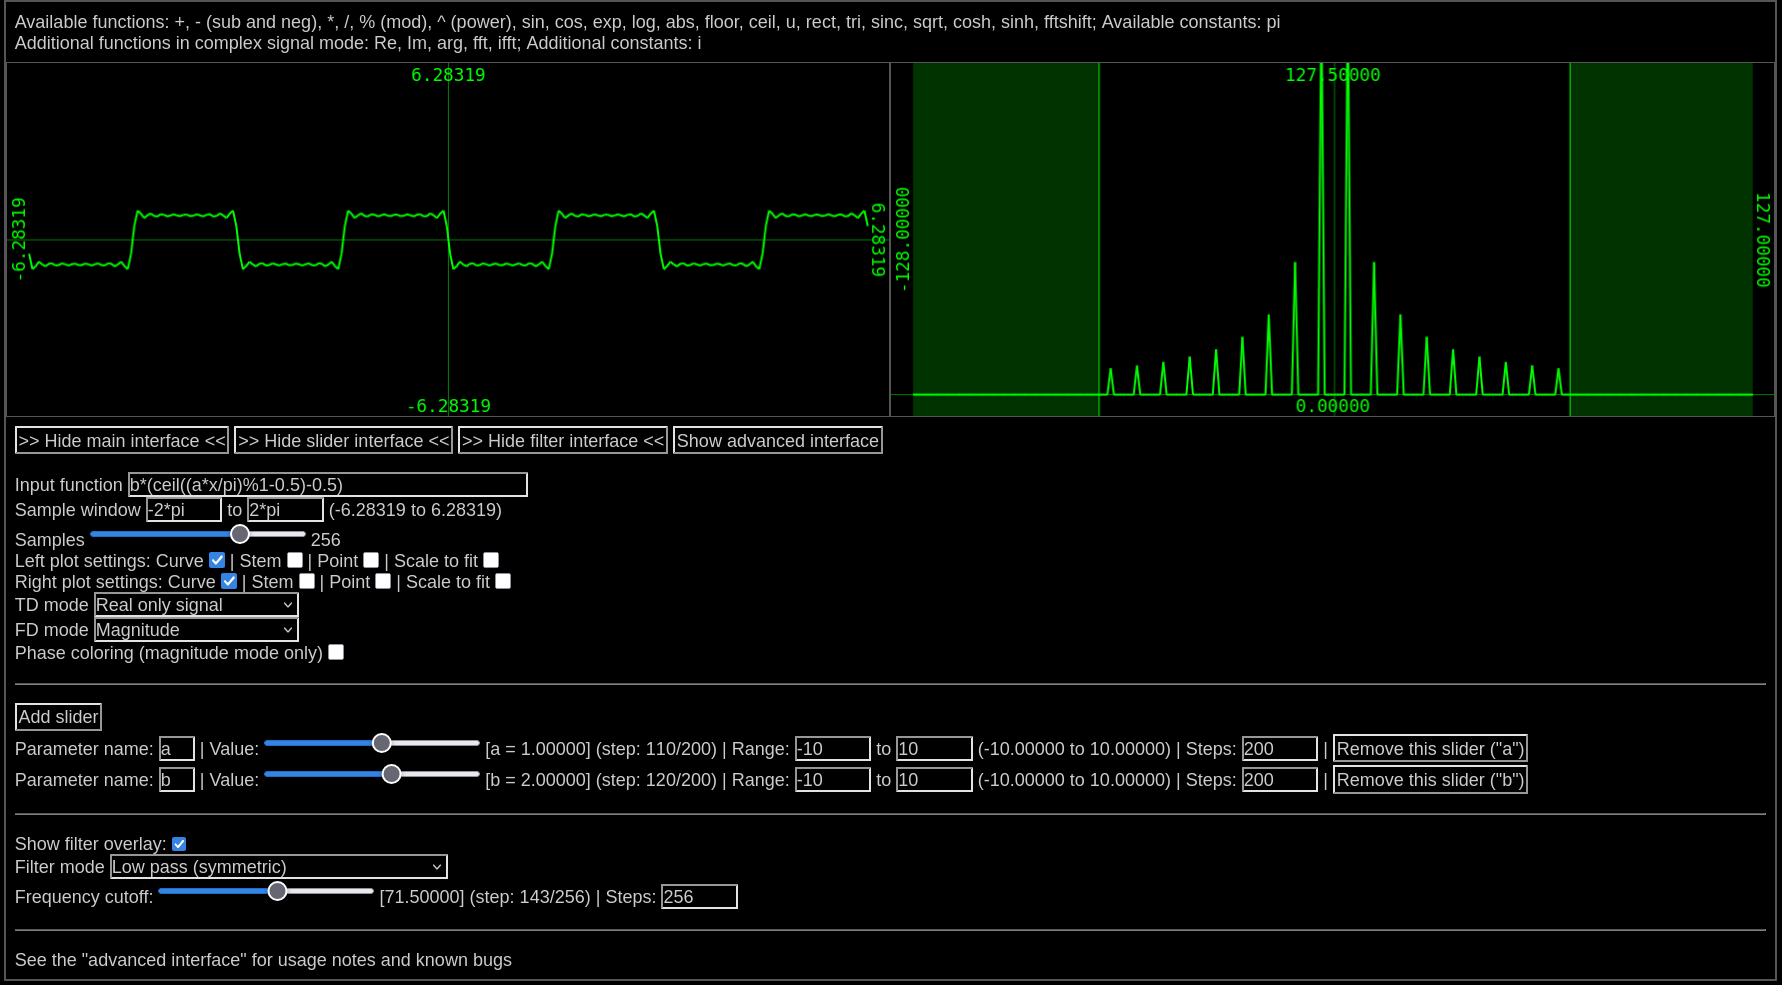 Available functions: +, - (sub and neg), *, /, % (mod), ^ (power), sin, cos, exp, log, abs, floor, ceil, u, rect, tri, sinc, sqrt, cosh, sinh, fftshift; Available constants: pi
Additional functions in complex signal mode: Re, Im, arg, fft, ifft; Additional constants: i
6.28319
-6.28319
6.28319
-6.28319
127.50000
-128.00000
127.00000
0.00000
>> Hide main interface << >> Hide slider interface << >> Hide filter interface << Show advanced interface
Input function b*(ceil((a*x/pi)%1-0.5)-0.5)
Sample window -2*pi to 2*pi (-6.28319 to 6.28319)
Samples 256
Left plot settings: Curve | Stem | Point | Scale to fit
Right plot settings: Curve | Stem | Point | Scale to fit
TD mode Real only signal
FD mode Magnitude
Phase coloring (magnitude mode only)
Add slider
Parameter name: a | Value: [a = 1.00000] (step: 110/200) | Range: -10 to 10 (-10.00000 to 10.00000) | Steps: 200 | Remove this slider ("a")
Parameter name: b | Value: [b = 2.00000] (step: 120/200) | Range: -10 to 10 (-10.00000 to 10.00000) | Steps: 200 | Remove this slider ("b")
Show filter overlay:
Filter mode Low pass (symmetric)
Frequency cutoff: [71.50000] (step: 143/256) | Steps: 256
See the "advanced interface" for usage notes and known bugs